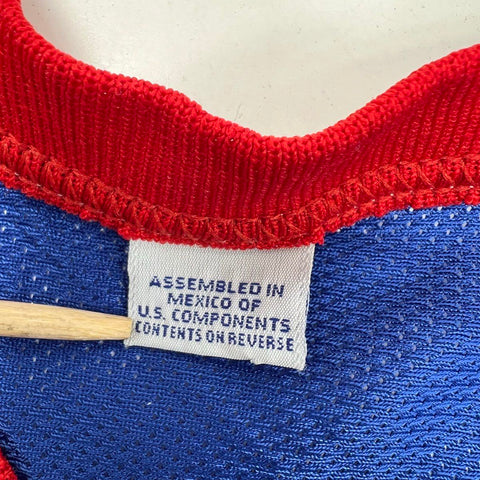 ASSEMBLED IN
MEXICO OF
U.S. COMPONENTS
CONTENTS ON REVERSE